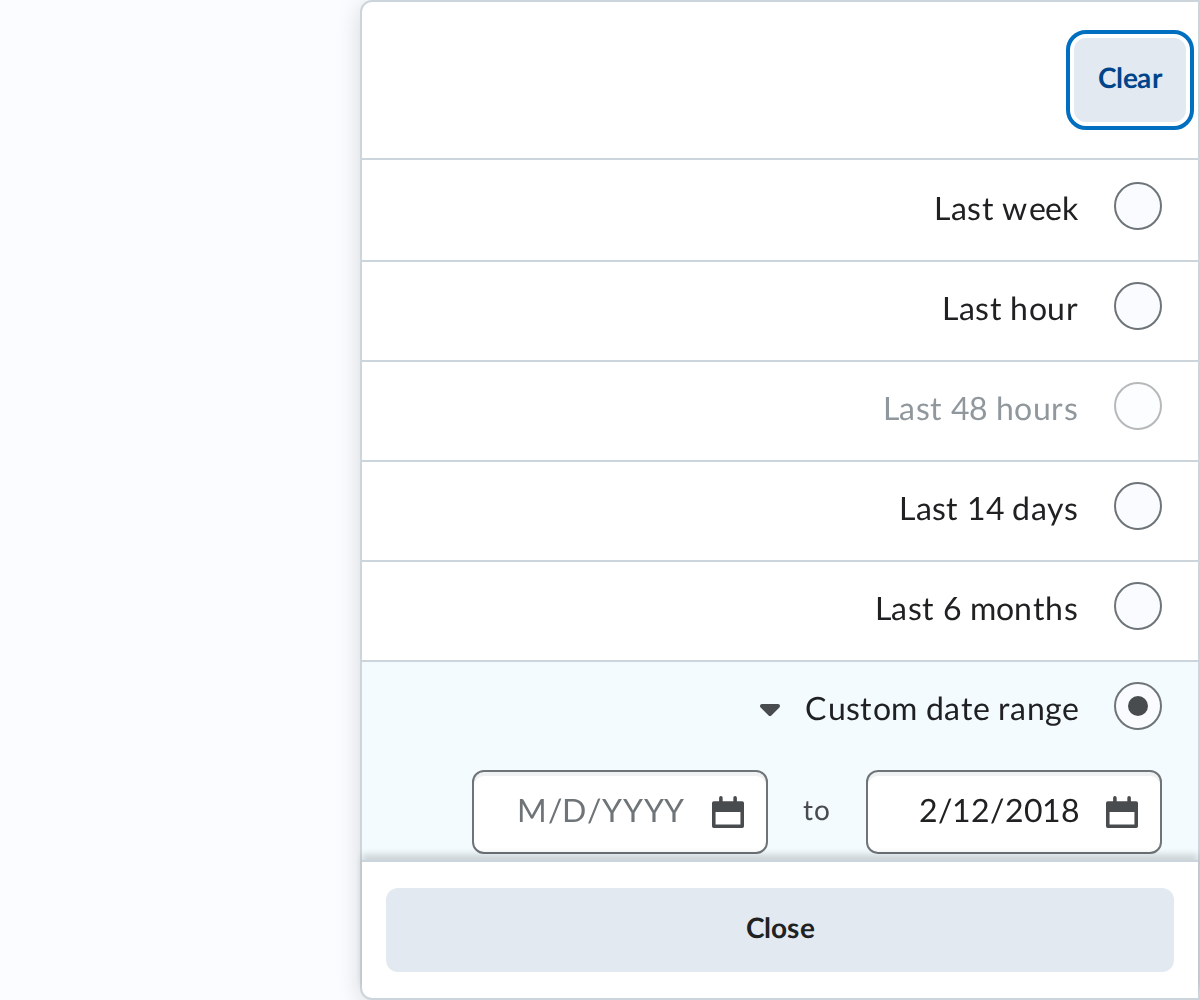 Clear
Last week
Last hour
Last 48 hours
Last 14 days
Last 6 months
Custom date range
M/D/YYYY to 2/12/2018
Close